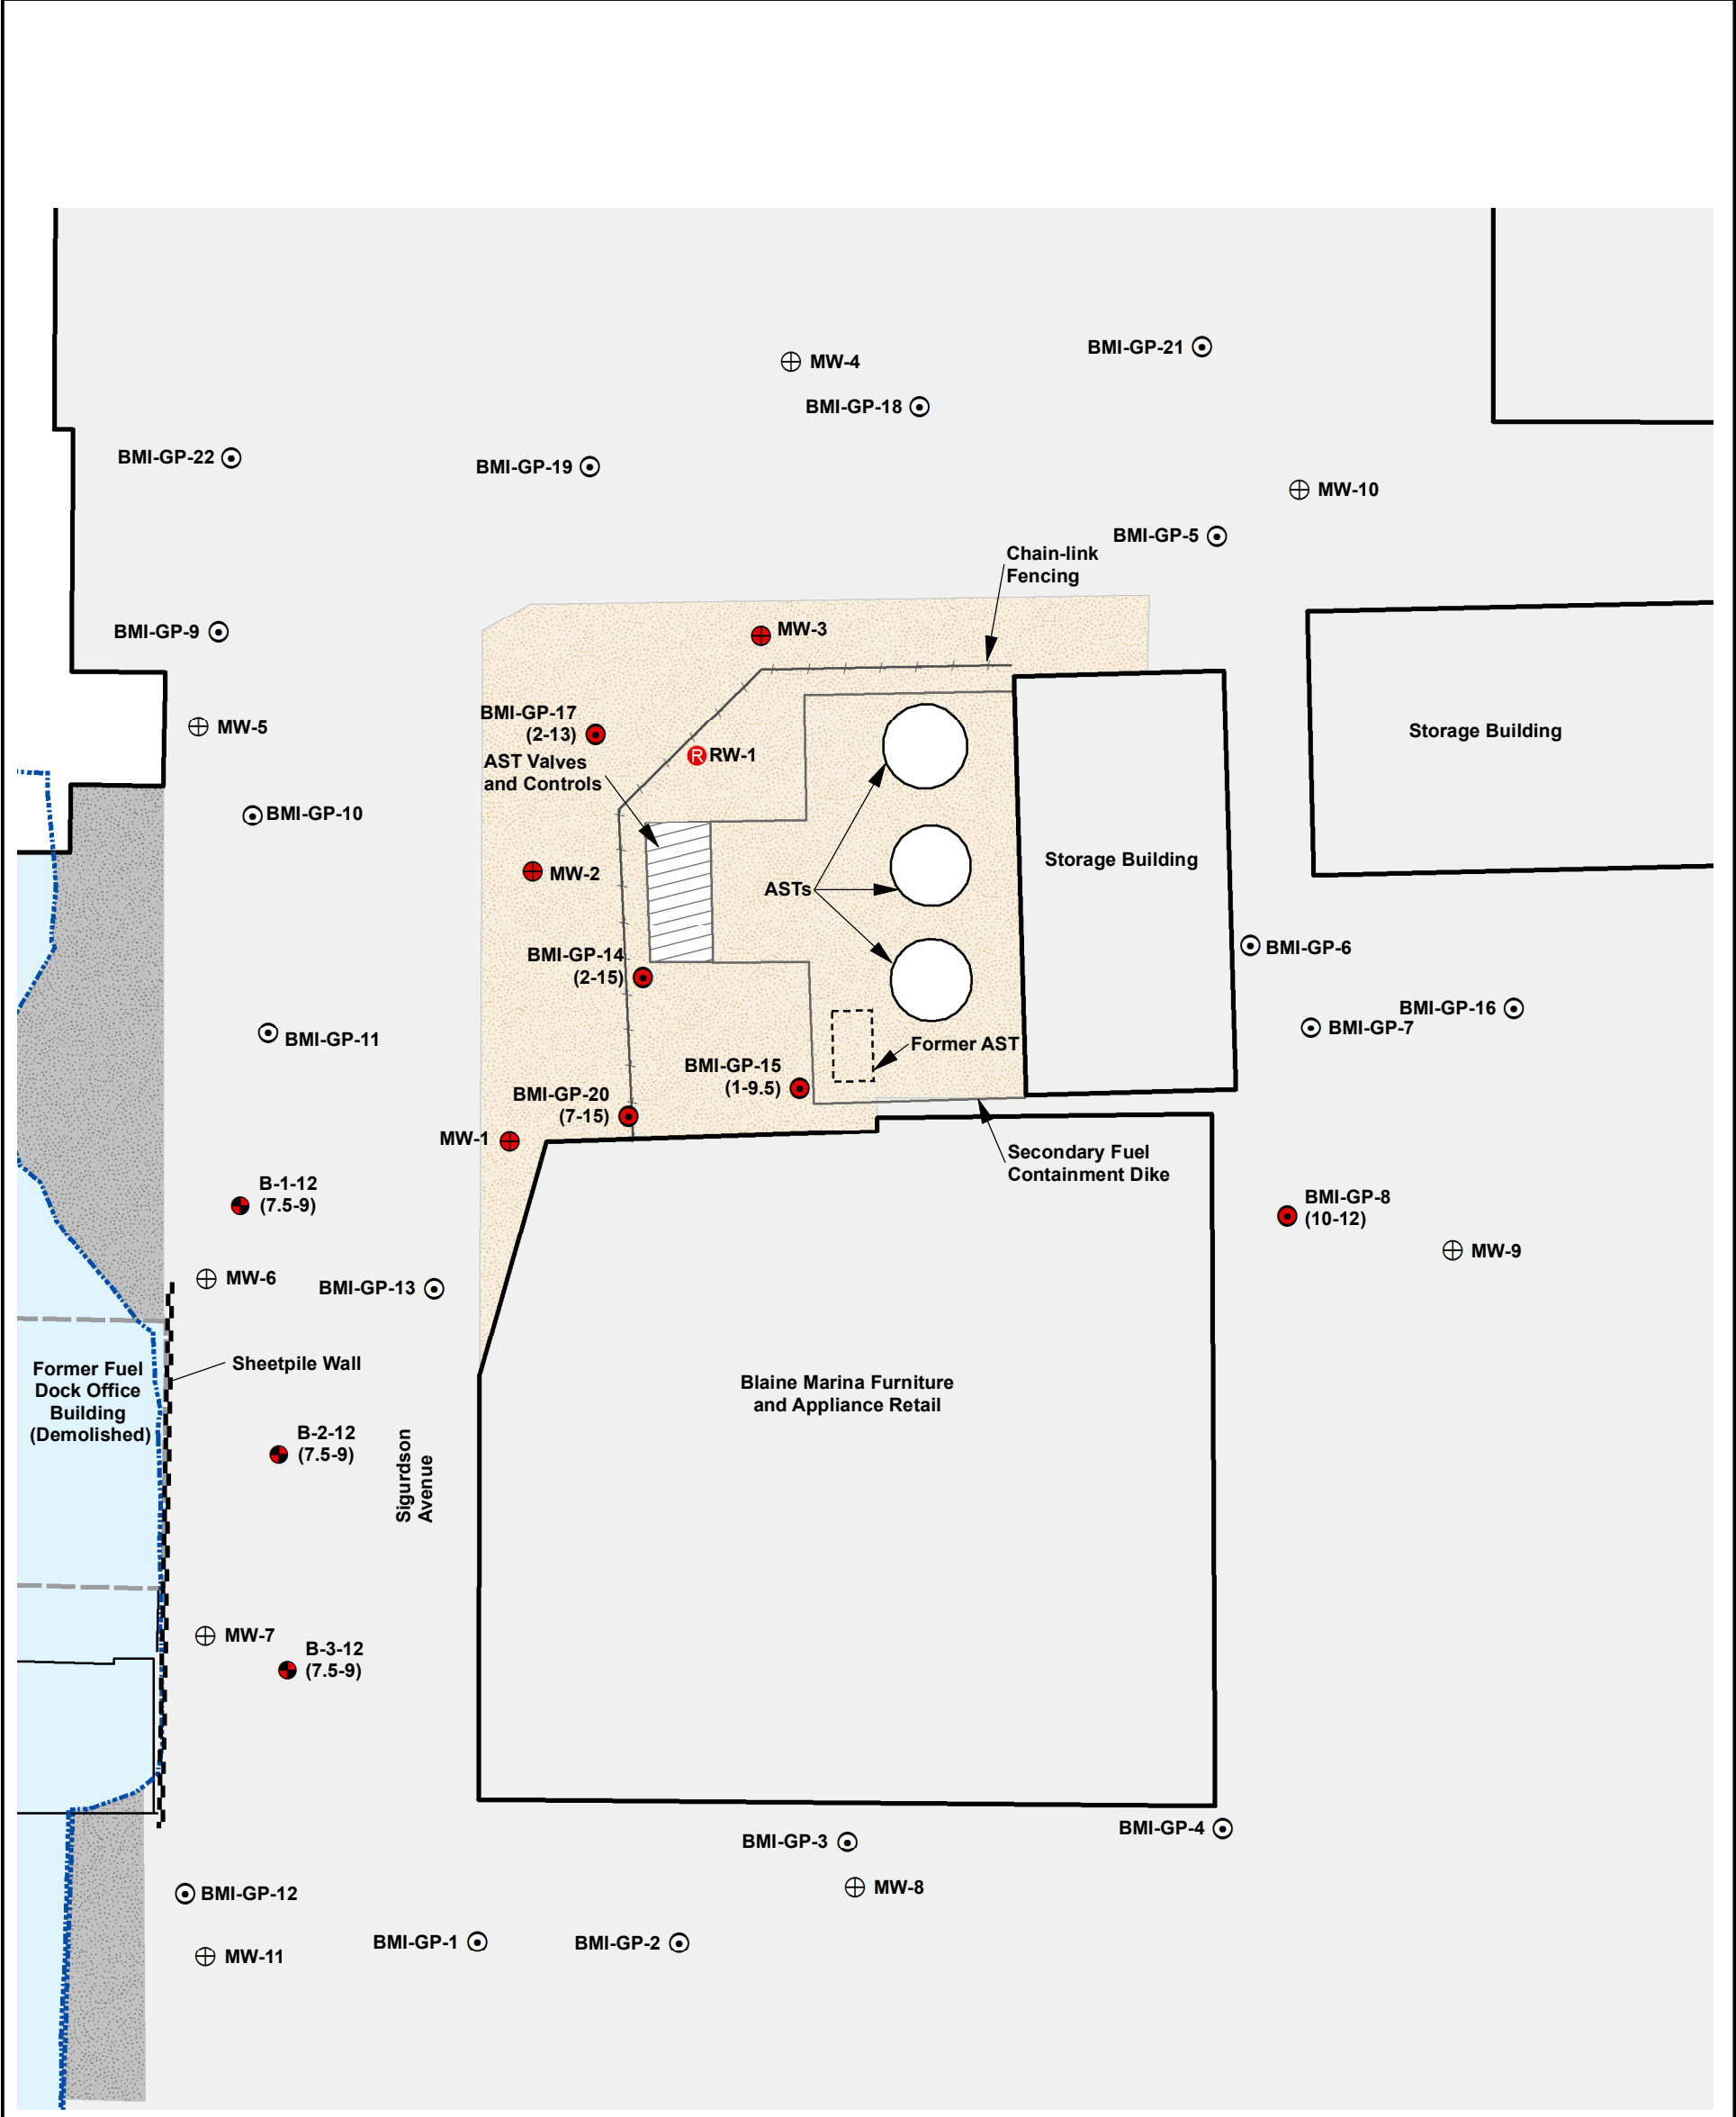 BMI-GP-21
MW-4
BMI-GP-18
BMI-GP-22
BMI-GP-19
MW-10
BMI-GP-5
Chain-link
Fencing
BMI-GP-9
MW-3
BMI-GP-17
(2-13)
MW-5
Storage Building
R
RW-1
AST Valves
and Controls
BMI-GP-10
Storage Building
MW-2
ASTs
BMI-GP-14
(2-15)
BMI-GP-6
BMI-GP-16
BMI-GP-7
BMI-GP-11
Former AST
BMI-GP-15
(1-9.5)
BMI-GP-20
(7-15)
MW-1
Secondary Fuel
Containment Dike
B-1-12
(7.5-9)
BMI-GP-8
(10-12)
MW-9
MW-6
BMI-GP-13
Sheetpile Wall
Former Fuel
Dock Office
Building
(Demolished)
Blaine Marina Furniture
and Appliance Retail
B-2-12
(7.5-9)
Sigurdson
Avenue
MW-7
B-3-12
(7.5-9)
BMI-GP-4
BMI-GP-3
MW-8
BMI-GP-12
BMI-GP-1
BMI-GP-2
MW-11